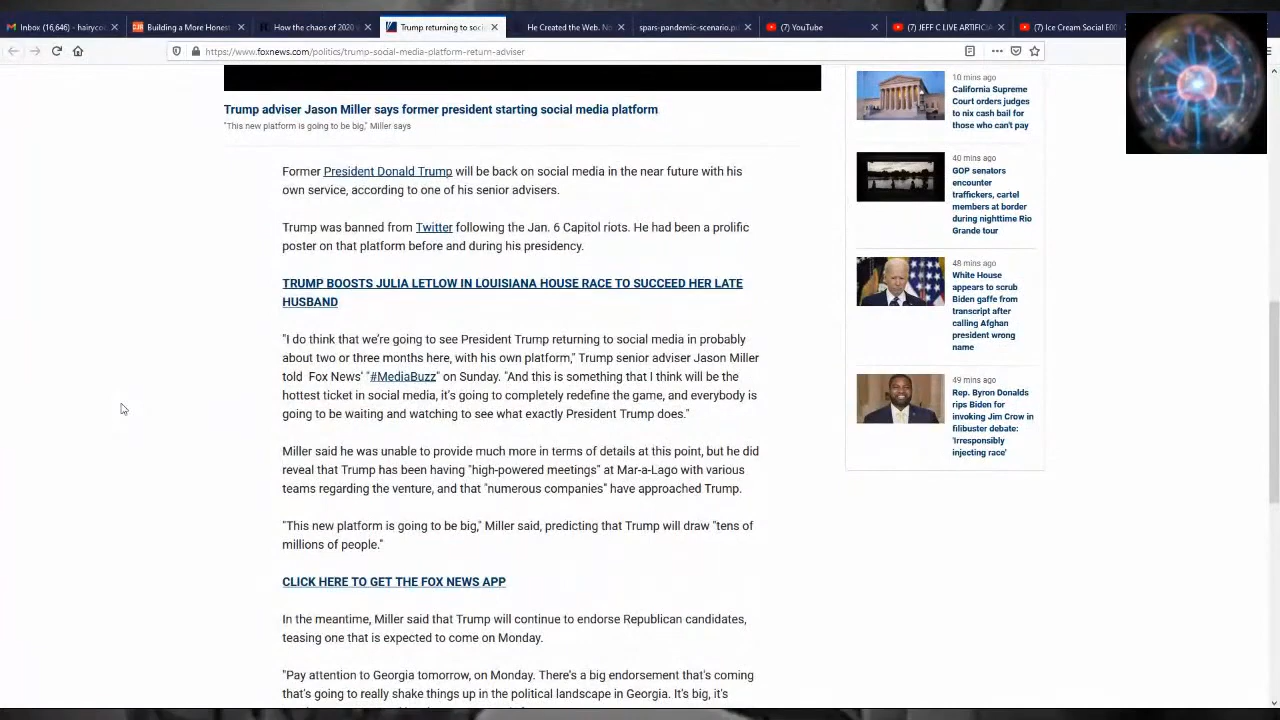 Inbox (16,646) - hairyco
Building a More Honest
How the chaos of 2020
Trump returning to soci
He Created the Web. N
spars-pandemic-scenario.p
(7) YouTube
(7) JEFF C LIVE ARTIFICIA
(7) Ice Cream Social E00
https://www.foxnews.com/politics/trump-social-media-platform-return-adviser
Trump adviser Jason Miller says former president starting social media platform
"This new platform is going to be big," Miller says
Former President Donald Trump will be back on social media in the near future with his
own service, according to one of his senior advisers.
Trump was banned from Twitter following the Jan. 6 Capitol riots. He had been a prolific
poster on that platform before and during his presidency.
TRUMP BOOSTS JULIA LETLOW IN LOUISIANA HOUSE RACE TO SUCCEED HER LATE
HUSBAND
"I do think that we're going to see President Trump returning to social media in probably
about two or three months here, with his own platform," Trump senior adviser Jason Miller
told Fox News' "#MediaBuzz" on Sunday. "And this is something that I think will be the
hottest ticket in social media, it's going to completely redefine the game, and everybody is
going to be waiting and watching to see what exactly President Trump does."
Miller said he was unable to provide much more in terms of details at this point, but he did
reveal that Trump has been having "high-powered meetings" at Mar-a-Lago with various
teams regarding the venture, and that "numerous companies" have approached Trump.
"This new platform is going to be big," Miller said, predicting that Trump will draw "tens of
millions of people."
CLICK HERE TO GET THE FOX NEWS APP
In the meantime, Miller said that Trump will continue to endorse Republican candidates,
teasing one that is expected to come on Monday.
"Pay attention to Georgia tomorrow, on Monday. There's a big endorsement that's coming
that's going to really shake things up in the political landscape in Georgia. It's big, it's
10 mins ago
California Supreme
Court orders judges
to nix cash bail for
those who can't pay
40 mins ago
GOP senators
encounter
traffickers, cartel
members at border
during nighttime Rio
Grande tour
48 mins ago
White House
appears to scrub
Biden gaffe from
transcript after
calling Afghan
president wrong
name
49 mins ago
Rep. Byron Donalds
rips Biden for
invoking Jim Crow in
filibuster debate:
'Irresponsibly
injecting race'